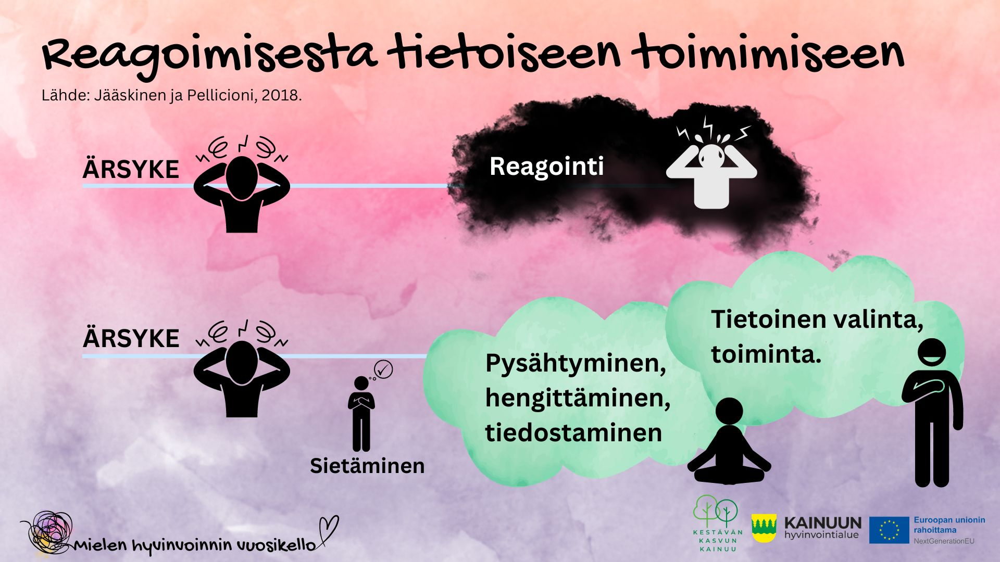 Reagoimisesta tietoiseen toimimiseen
Lähde: Jääskinen ja Pellicioni, 2018.
ÄRSYKE
Reagointi
ÄRSYKE
Sietäminen
Pysähtyminen,
hengittäminen,
tiedostaminen
Tietoinen valinta,
toiminta.
Mielen hyvinvoinnin vuosikello
KESTÄVÄN
KASVUN
KAINUU
KAINUUN
hyvinvointialue
Euroopan unionin
rahoittama
NextGenerationEU